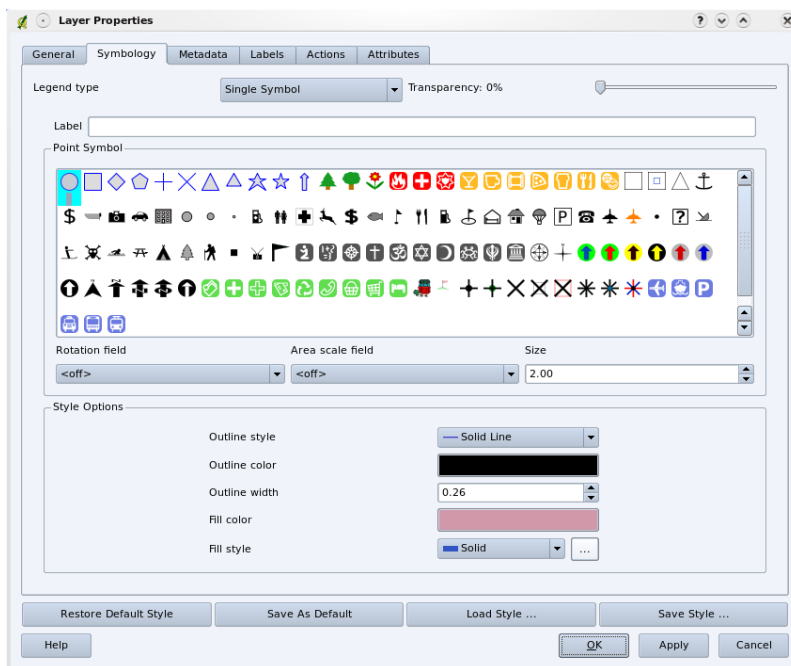 Layer Properties
General Symbology Metadata Labels Actions Attributes
Legend type Single Symbol Transparency: 0%
Label
Point Symbol
Rotation field Area scale field Size
<off> <off> 2.00
Style Options
Outline style Solid Line
Outline color
Outline width 0.26
Fill color
Fill style Solid ...
Restore Default Style Save As Default Load Style ... Save Style ...
Help OK Apply Cancel